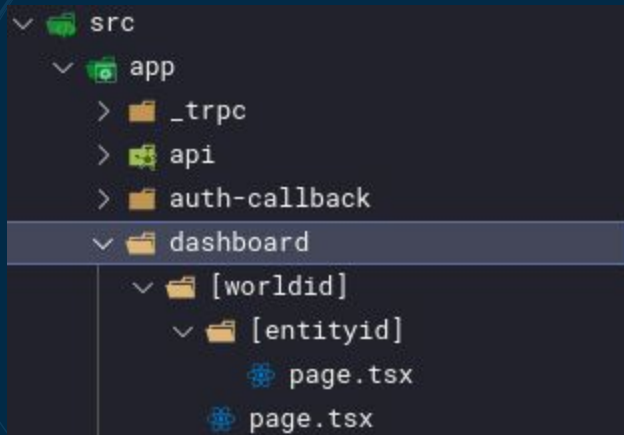 src
app
_trpc
api
auth-callback
dashboard
[worldid]
[entityid]
page.tsx
page.tsx